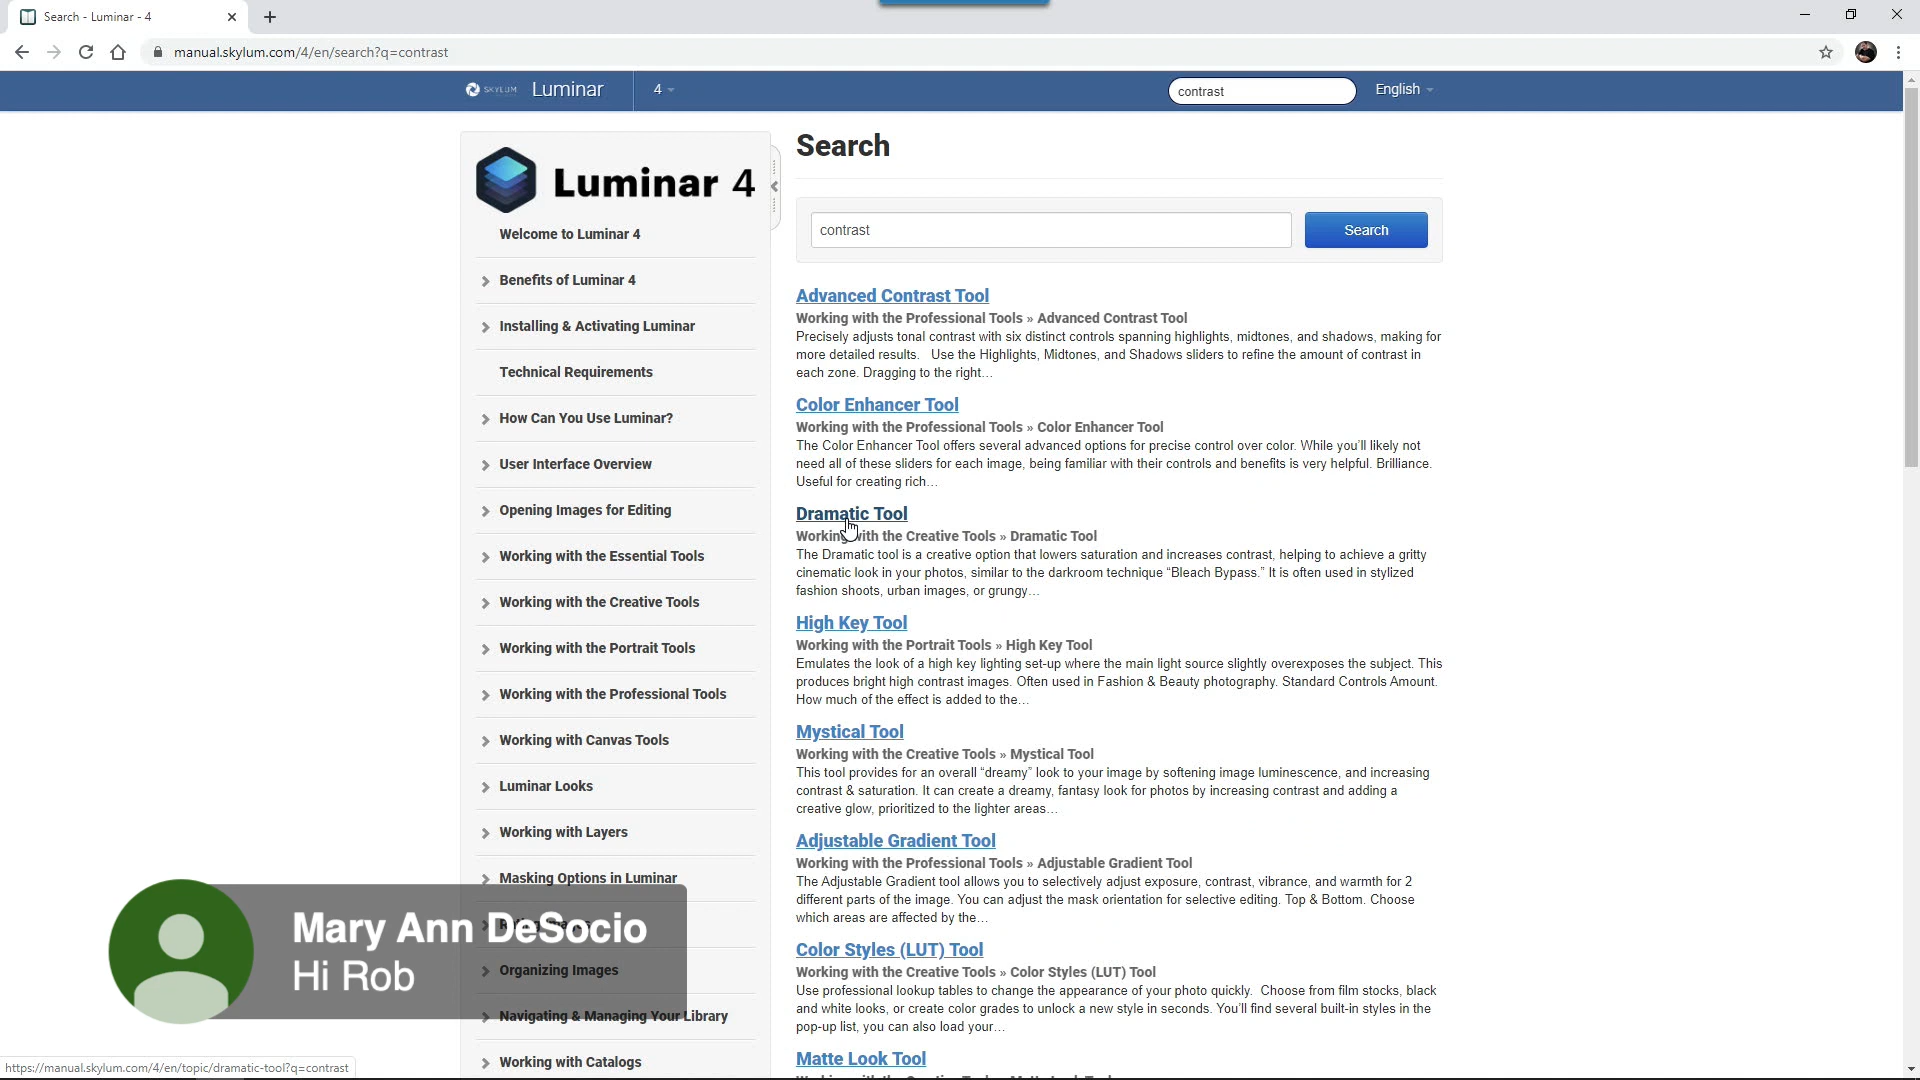 Search - Luminar - 4
manual.skylum.com/4/en/search?q=contrast
SKYLUM Luminar 4 contrast English
Luminar 4
Welcome to Luminar 4
Benefits of Luminar 4
Installing & Activating Luminar
Technical Requirements
How Can You Use Luminar?
User Interface Overview
Opening Images for Editing
Working with the Essential Tools
Working with the Creative Tools
Working with the Portrait Tools
Working with the Professional Tools
Working with Canvas Tools
Luminar Looks
Working with Layers
Masking Options in Luminar
Organizing Images
Navigating & Managing Your Library
Working with Catalogs
Search
contrast Search
Advanced Contrast Tool
Working with the Professional Tools » Advanced Contrast Tool
Precisely adjusts tonal contrast with six distinct controls spanning highlights, midtones, and shadows, making for
more detailed results. Use the Highlights, Midtones, and Shadows sliders to refine the amount of contrast in
each zone. Dragging to the right…
Color Enhancer Tool
Working with the Professional Tools » Color Enhancer Tool
The Color Enhancer Tool offers several advanced options for precise control over color. While you'll likely not
need all of these sliders for each image, being familiar with their controls and benefits is very helpful. Brilliance.
Useful for creating rich…
Dramatic Tool
Working with the Creative Tools » Dramatic Tool
The Dramatic tool is a creative option that lowers saturation and increases contrast, helping to achieve a gritty
cinematic look in your photos, similar to the darkroom technique “Bleach Bypass.” It is often used in stylized
fashion shoots, urban images, or grungy…
High Key Tool
Working with the Portrait Tools » High Key Tool
Emulates the look of a high key lighting set-up where the main light source slightly overexposes the subject. This
produces bright high contrast images. Often used in Fashion & Beauty photography. Standard Controls Amount.
How much of the effect is added to the…
Mystical Tool
Working with the Creative Tools » Mystical Tool
This tool provides for an overall “dreamy” look to your image by softening image luminescence, and increasing
contrast & saturation. It can create a dreamy, fantasy look for photos by increasing contrast and adding a
creative glow, prioritized to the lighter areas…
Adjustable Gradient Tool
Working with the Professional Tools » Adjustable Gradient Tool
The Adjustable Gradient tool allows you to selectively adjust exposure, contrast, vibrance, and warmth for 2
different parts of the image. You can adjust the mask orientation for selective editing. Top & Bottom. Choose
which areas are affected by the…
Color Styles (LUT) Tool
Working with the Creative Tools » Color Styles (LUT) Tool
Use professional lookup tables to change the appearance of your photo quickly. Choose from film stocks, black
and white looks, or create color grades to unlock a new style in seconds. You'll find several built-in styles in the
pop-up list, you can also load your…
Matte Look Tool
Mary Ann DeSocio
Hi Rob
https://manual.skylum.com/4/en/topic/dramatic-tool?q=contrast